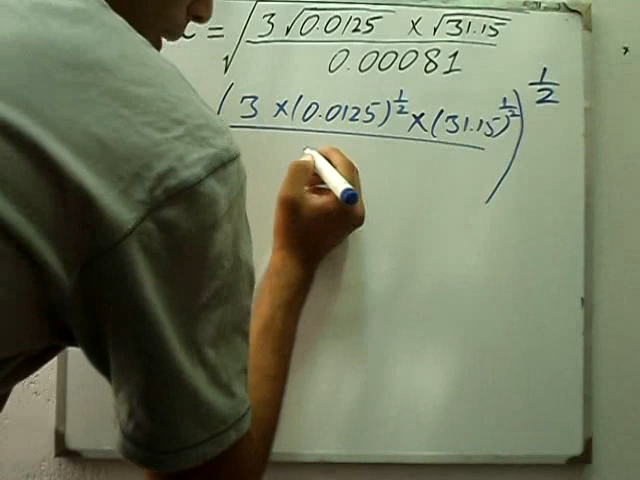 = √(3 √0.0125 × √31.15
0.00081
(3 × (0.0125)^1/2 × (31.15)^1/2)^1/2